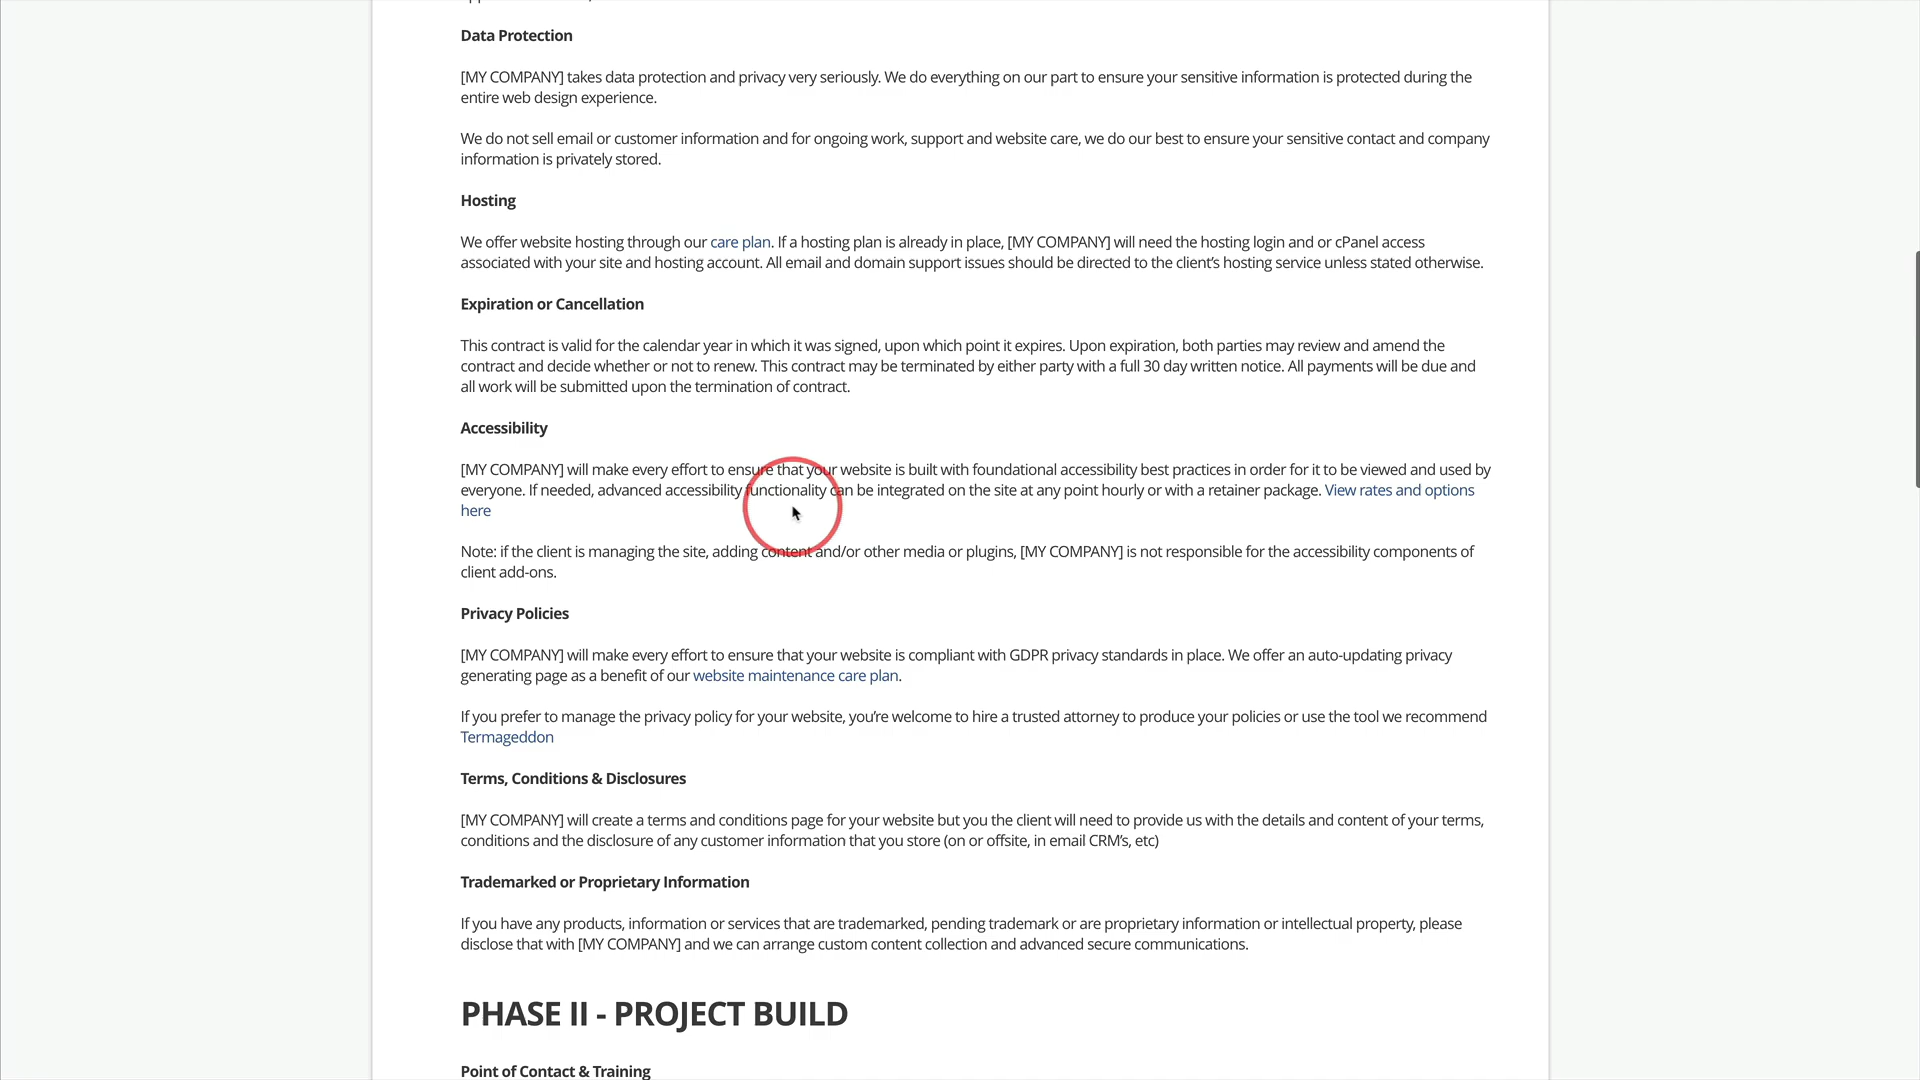 Data Protection
[MY COMPANY] takes data protection and privacy very seriously. We do everything on our part to ensure your sensitive information is protected during the
entire web design experience.
We do not sell email or customer information and for ongoing work, support and website care, we do our best to ensure your sensitive contact and company
information is privately stored.
Hosting
We offer website hosting through our care plan. If a hosting plan is already in place, [MY COMPANY] will need the hosting login and or cPanel access
associated with your site and hosting account. All email and domain support issues should be directed to the client's hosting service unless stated otherwise.
Expiration or Cancellation
This contract is valid for the calendar year in which it was signed, upon which point it expires. Upon expiration, both parties may review and amend the
contract and decide whether or not to renew. This contract may be terminated by either party with a full 30 day written notice. All payments will be due and
all work will be submitted upon the termination of contract.
Accessibility
[MY COMPANY] will make every effort to ensure that your website is built with foundational accessibility best practices in order for it to be viewed and used by
everyone. If needed, advanced accessibility functionality can be integrated on the site at any point hourly or with a retainer package. View rates and options
here
Note: if the client is managing the site, adding content and/or other media or plugins, [MY COMPANY] is not responsible for the accessibility components of
client add-ons.
Privacy Policies
[MY COMPANY] will make every effort to ensure that your website is compliant with GDPR privacy standards in place. We offer an auto-updating privacy
generating page as a benefit of our website maintenance care plan.
If you prefer to manage the privacy policy for your website, you're welcome to hire a trusted attorney to produce your policies or use the tool we recommend
Termageddon
Terms, Conditions & Disclosures
[MY COMPANY] will create a terms and conditions page for your website but you the client will need to provide us with the details and content of your terms,
conditions and the disclosure of any customer information that you store (on or offsite, in email CRM's, etc)
Trademarked or Proprietary Information
If you have any products, information or services that are trademarked, pending trademark or are proprietary information or intellectual property, please
disclose that with [MY COMPANY] and we can arrange custom content collection and advanced secure communications.
PHASE II - PROJECT BUILD
Point of Contact & Training